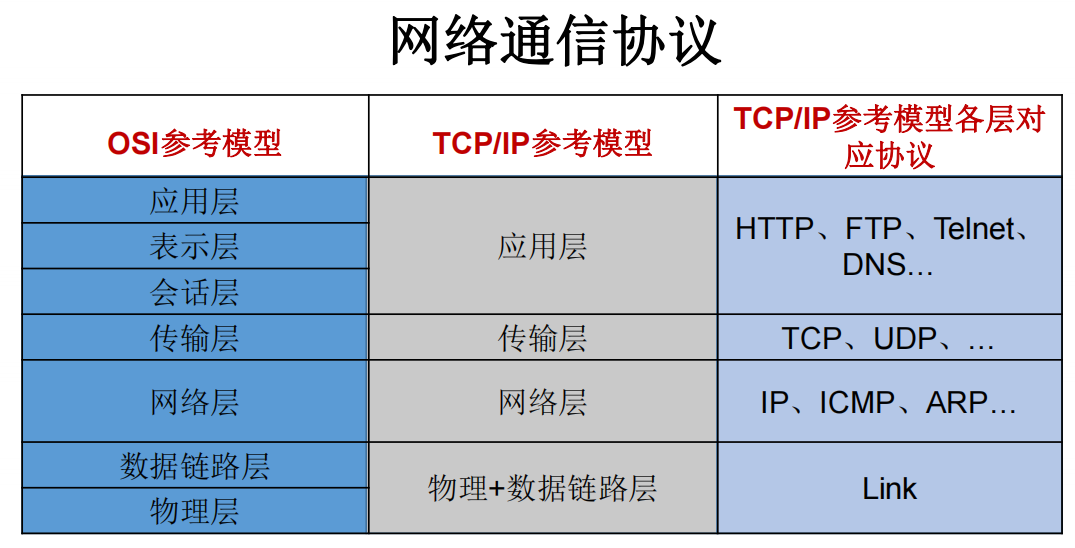 网络通信协议
OSI参考模型
TCP/IP参考模型
TCP/IP参考模型各层对
应协议
应用层
表示层
会话层
应用层
HTTP、FTP、Telnet、
DNS…
传输层
传输层
TCP、UDP、…
网络层
网络层
IP、ICMP、ARP…
数据链路层
物理层
物理+数据链路层
Link